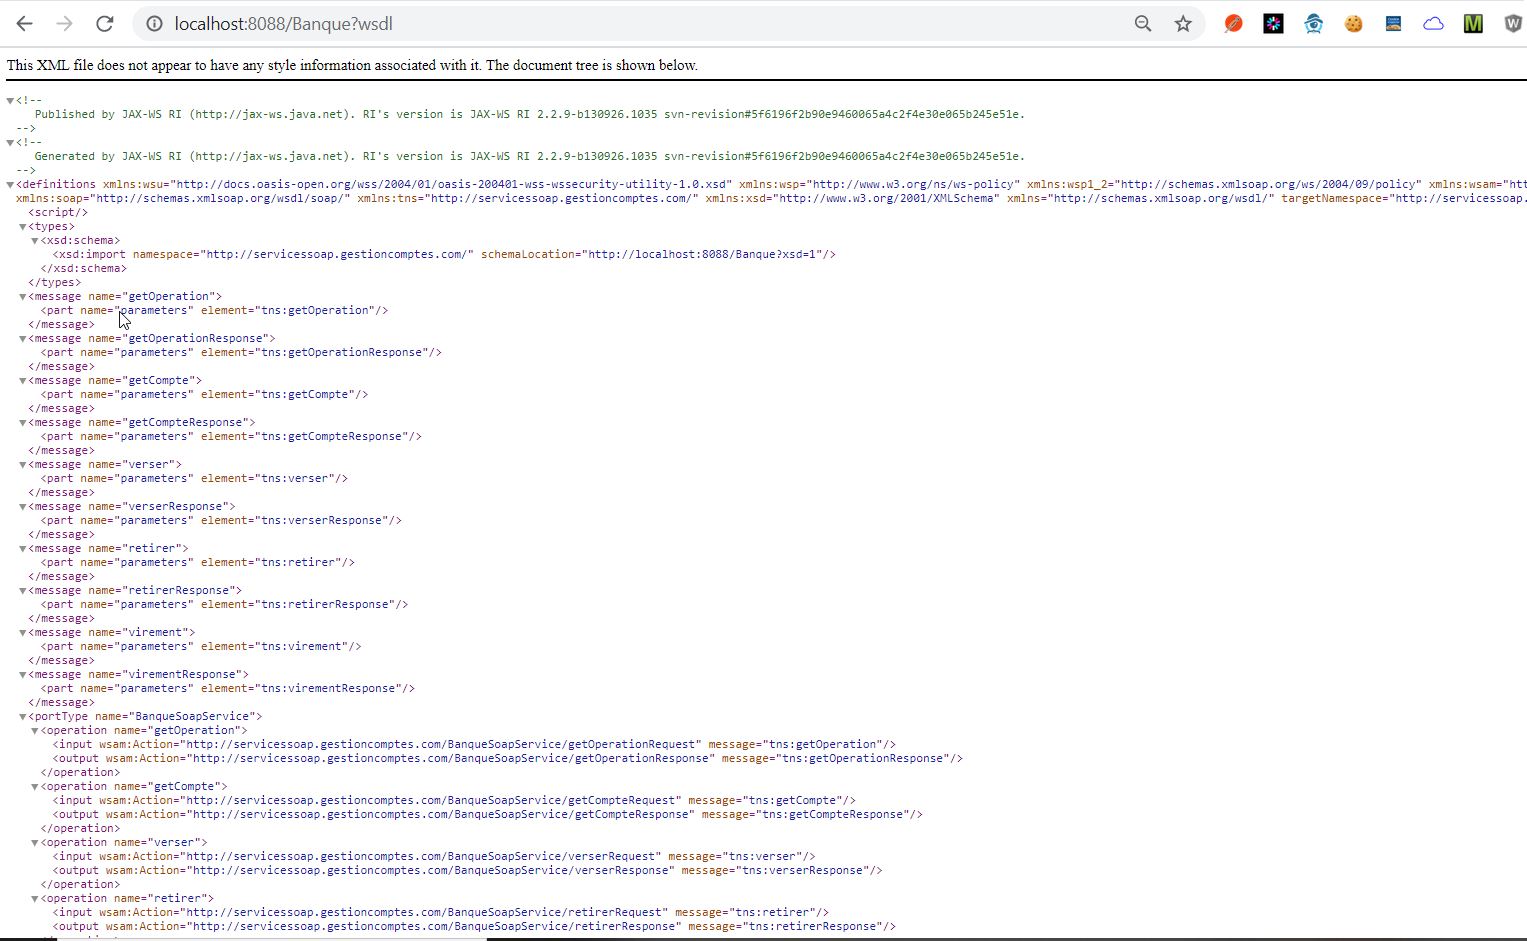 localhost:8088/Banque?wsdl
This XML file does not appear to have any style information associated with it. The document tree is shown below.
▼<!--
Published by JAX-WS RI (http://jax-ws.java.net). RI's version is JAX-WS RI 2.2.9-b130926.1035 svn-revision#5f6196f2b90e9460065a4c2f4e30e065b245e51e.
-->
▼<!--
Generated by JAX-WS RI (http://jax-ws.java.net). RI's version is JAX-WS RI 2.2.9-b130926.1035 svn-revision#5f6196f2b90e9460065a4c2f4e30e065b245e51e.
-->
▼<definitions xmlns:wsu="http://docs.oasis-open.org/wss/2004/01/oasis-200401-wss-wssecurity-utility-1.0.xsd" xmlns:wsp="http://www.w3.org/ns/ws-policy" xmlns:wsp1_2="http://schemas.xmlsoap.org/ws/2004/09/policy" xmlns:wsam="htt
xmlns:soap="http://schemas.xmlsoap.org/wsdl/soap/" xmlns:tns="http://servicessoap.gestioncomptes.com/" xmlns:xsd="http://www.w3.org/2001/XMLSchema" xmlns="http://schemas.xmlsoap.org/wsdl/" targetNamespace="http://servicessoap.
<script/>
▼<types>
▼<xsd:schema>
<xsd:import namespace="http://servicessoap.gestioncomptes.com/" schemaLocation="http://localhost:8088/Banque?xsd=1"/>
</xsd:schema>
</types>
▼<message name="getOperation">
<part name="parameters" element="tns:getOperation"/>
</message>
▼<message name="getOperationResponse">
<part name="parameters" element="tns:getOperationResponse"/>
</message>
▼<message name="getCompte">
<part name="parameters" element="tns:getCompte"/>
</message>
▼<message name="getCompteResponse">
<part name="parameters" element="tns:getCompteResponse"/>
</message>
▼<message name="verser">
<part name="parameters" element="tns:verser"/>
</message>
▼<message name="verserResponse">
<part name="parameters" element="tns:verserResponse"/>
</message>
▼<message name="retirer">
<part name="parameters" element="tns:retirer"/>
</message>
▼<message name="retirerResponse">
<part name="parameters" element="tns:retirerResponse"/>
</message>
▼<message name="virement">
<part name="parameters" element="tns:virement"/>
</message>
▼<message name="virementResponse">
<part name="parameters" element="tns:virementResponse"/>
</message>
▼<portType name="BanqueSoapService">
▼<operation name="getOperation">
<input wsam:Action="http://servicessoap.gestioncomptes.com/BanqueSoapService/getOperationRequest" message="tns:getOperation"/>
<output wsam:Action="http://servicessoap.gestioncomptes.com/BanqueSoapService/getOperationResponse" message="tns:getOperationResponse"/>
</operation>
▼<operation name="getCompte">
<input wsam:Action="http://servicessoap.gestioncomptes.com/BanqueSoapService/getCompteRequest" message="tns:getCompte"/>
<output wsam:Action="http://servicessoap.gestioncomptes.com/BanqueSoapService/getCompteResponse" message="tns:getCompteResponse"/>
</operation>
▼<operation name="verser">
<input wsam:Action="http://servicessoap.gestioncomptes.com/BanqueSoapService/verserRequest" message="tns:verser"/>
<output wsam:Action="http://servicessoap.gestioncomptes.com/BanqueSoapService/verserResponse" message="tns:verserResponse"/>
</operation>
▼<operation name="retirer">
<input wsam:Action="http://servicessoap.gestioncomptes.com/BanqueSoapService/retirerRequest" message="tns:retirer"/>
<output wsam:Action="http://servicessoap.gestioncomptes.com/BanqueSoapService/retirerResponse" message="tns:retirerResponse"/>